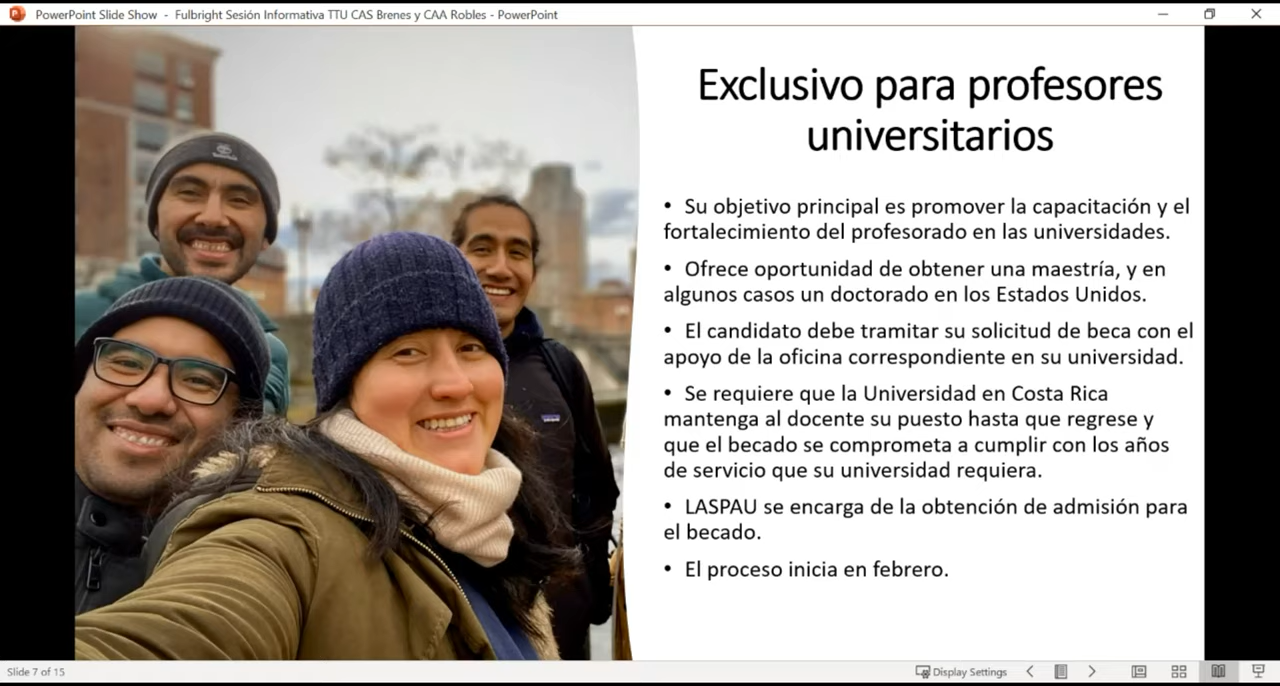 PowerPoint Slide Show - Fulbright Sesión Informativa TTU CAS Brenes y CAA Robles - PowerPoint
Exclusivo para profesores
universitarios
• Su objetivo principal es promover la capacitación y el
fortalecimiento del profesorado en las universidades.
• Ofrece oportunidad de obtener una maestría, y en
algunos casos un doctorado en los Estados Unidos.
• El candidato debe tramitar su solicitud de beca con el
apoyo de la oficina correspondiente en su universidad.
• Se requiere que la Universidad en Costa Rica
mantenga al docente su puesto hasta que regrese y
que el becado se comprometa a cumplir con los años
de servicio que su universidad requiera.
• LASPAU se encarga de la obtención de admisión para
el becado.
• El proceso inicia en febrero.
Slide 7 of 15
Display Settings